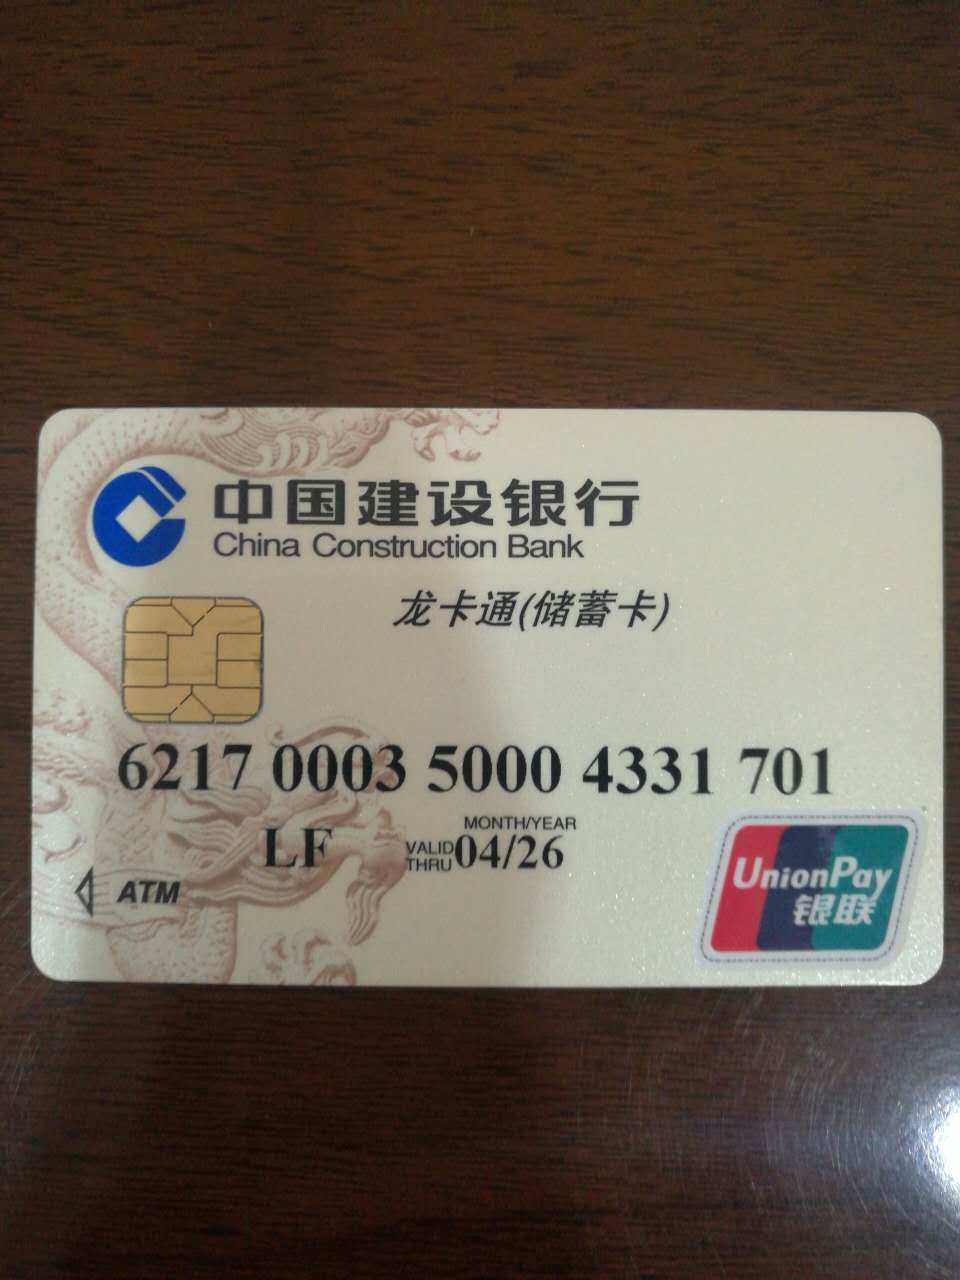 中国建设银行
China Construction Bank
龙卡通(储蓄卡)
6217 0003 5000 4331 701
MONTH/YEAR
LF VALID THRU 04/26
ATM
UnionPay
银联